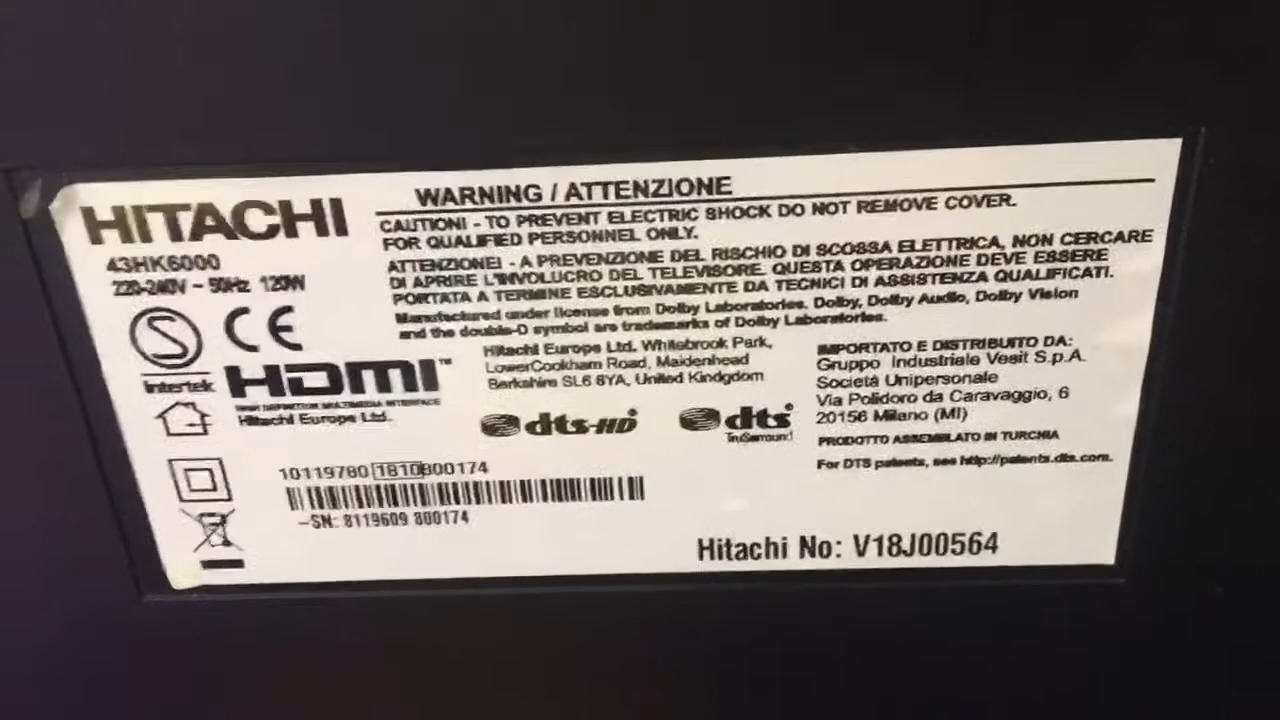 HITACHI
43HK6000
220-240V ~ 50Hz 120W
Intertek
HDMI™
HIGH DEFINITION MULTIMEDIA INTERFACE
Hitachi Europe Ltd.
WARNING / ATTENZIONE
CAUTION! - TO PREVENT ELECTRIC SHOCK DO NOT REMOVE COVER.
FOR QUALIFIED PERSONNEL ONLY.
ATTENZIONE! - A PREVENZIONE DEL RISCHIO DI SCOSSA ELETTRICA, NON CERCARE
DI APRIRE L'INVOLUCRO DEL TELEVISORE. QUESTA OPERAZIONE DEVE ESSERE
PORTATA A TERMINE ESCLUSIVAMENTE DA TECNICI DI ASSISTENZA QUALIFICATI.
Manufactured under license from Dolby Laboratories. Dolby, Dolby Audio, Dolby Vision
and the double-D symbol are trademarks of Dolby Laboratories.
Hitachi Europe Ltd. Whitebrook Park,
LowerCookham Road, Maidenhead
Berkshire SL6 8YA, United Kindgdom
dts-HD
dts
TruSurround
IMPORTATO E DISTRIBUITO DA:
Gruppo Industriale Vesit S.p.A.
Società Unipersonale
Via Polidoro da Caravaggio, 6
20156 Milano (MI)
PRODOTTO ASSEMBLATO IN TURCHIA
For DTS patents, see http://patents.dts.com.
10119780 1810800174
-SN: 8119609 800174
Hitachi No: V18J00564